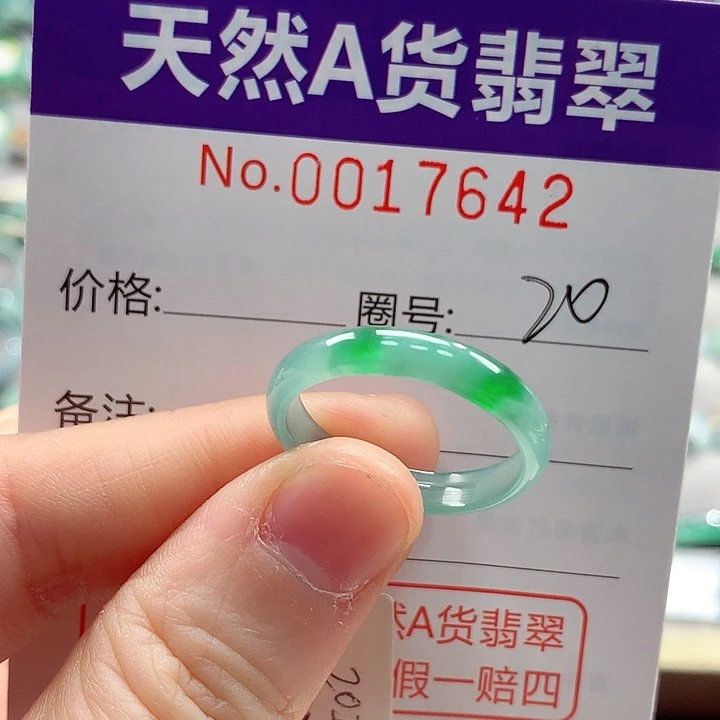 天然A货翡翠
No.0017642
价格: 圈号: 20
备注:
然A货翡翠
假一赔四